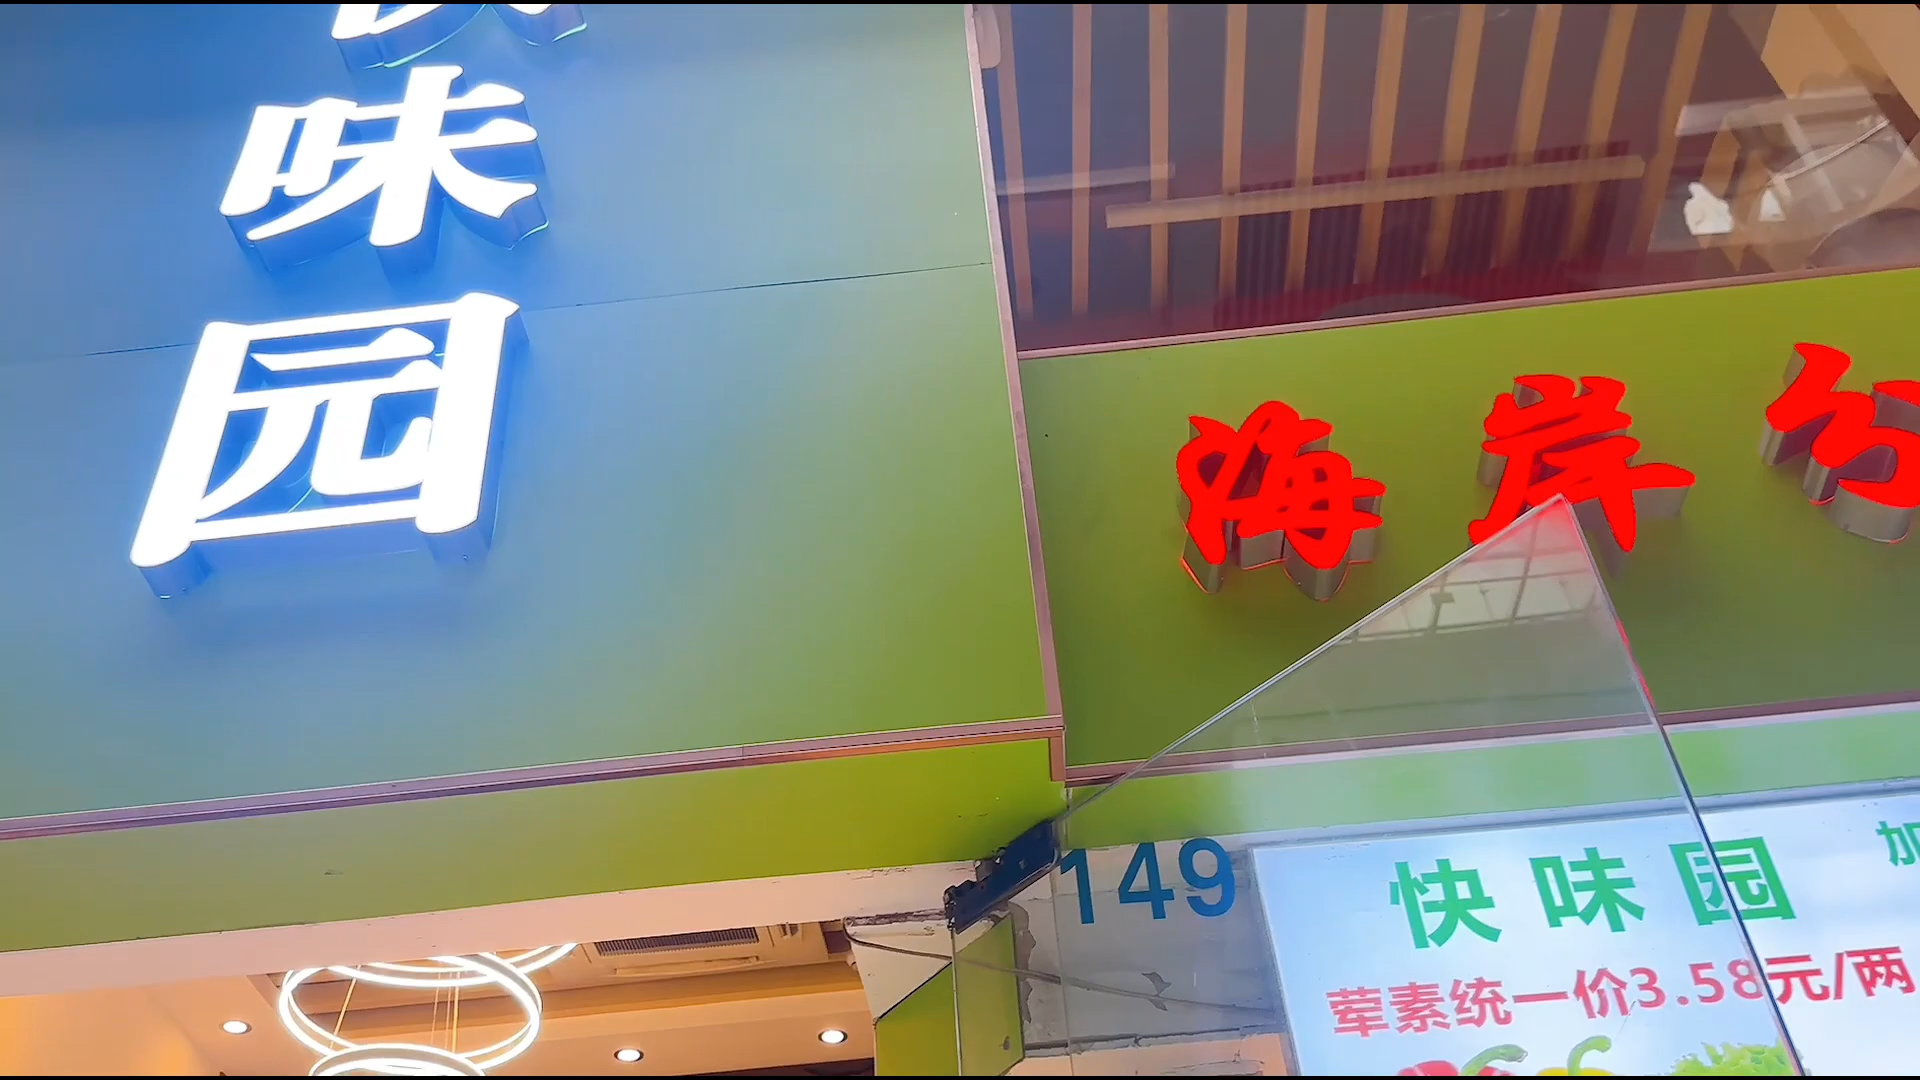 味园
海岸
149
快味园
加
荤素统一价3.58元/两